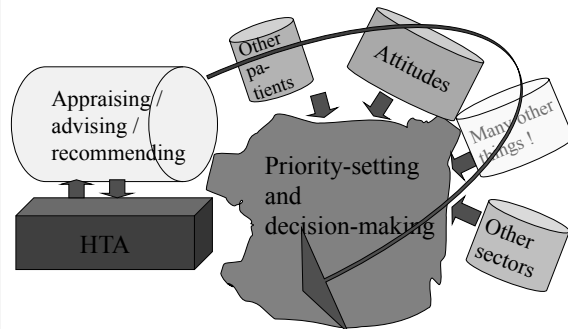 Other
pa-
tients
Attitudes
Appraising /
advising /
recommending
Many other
things !
Priority-setting
and
decision-making
HTA
Other
sectors